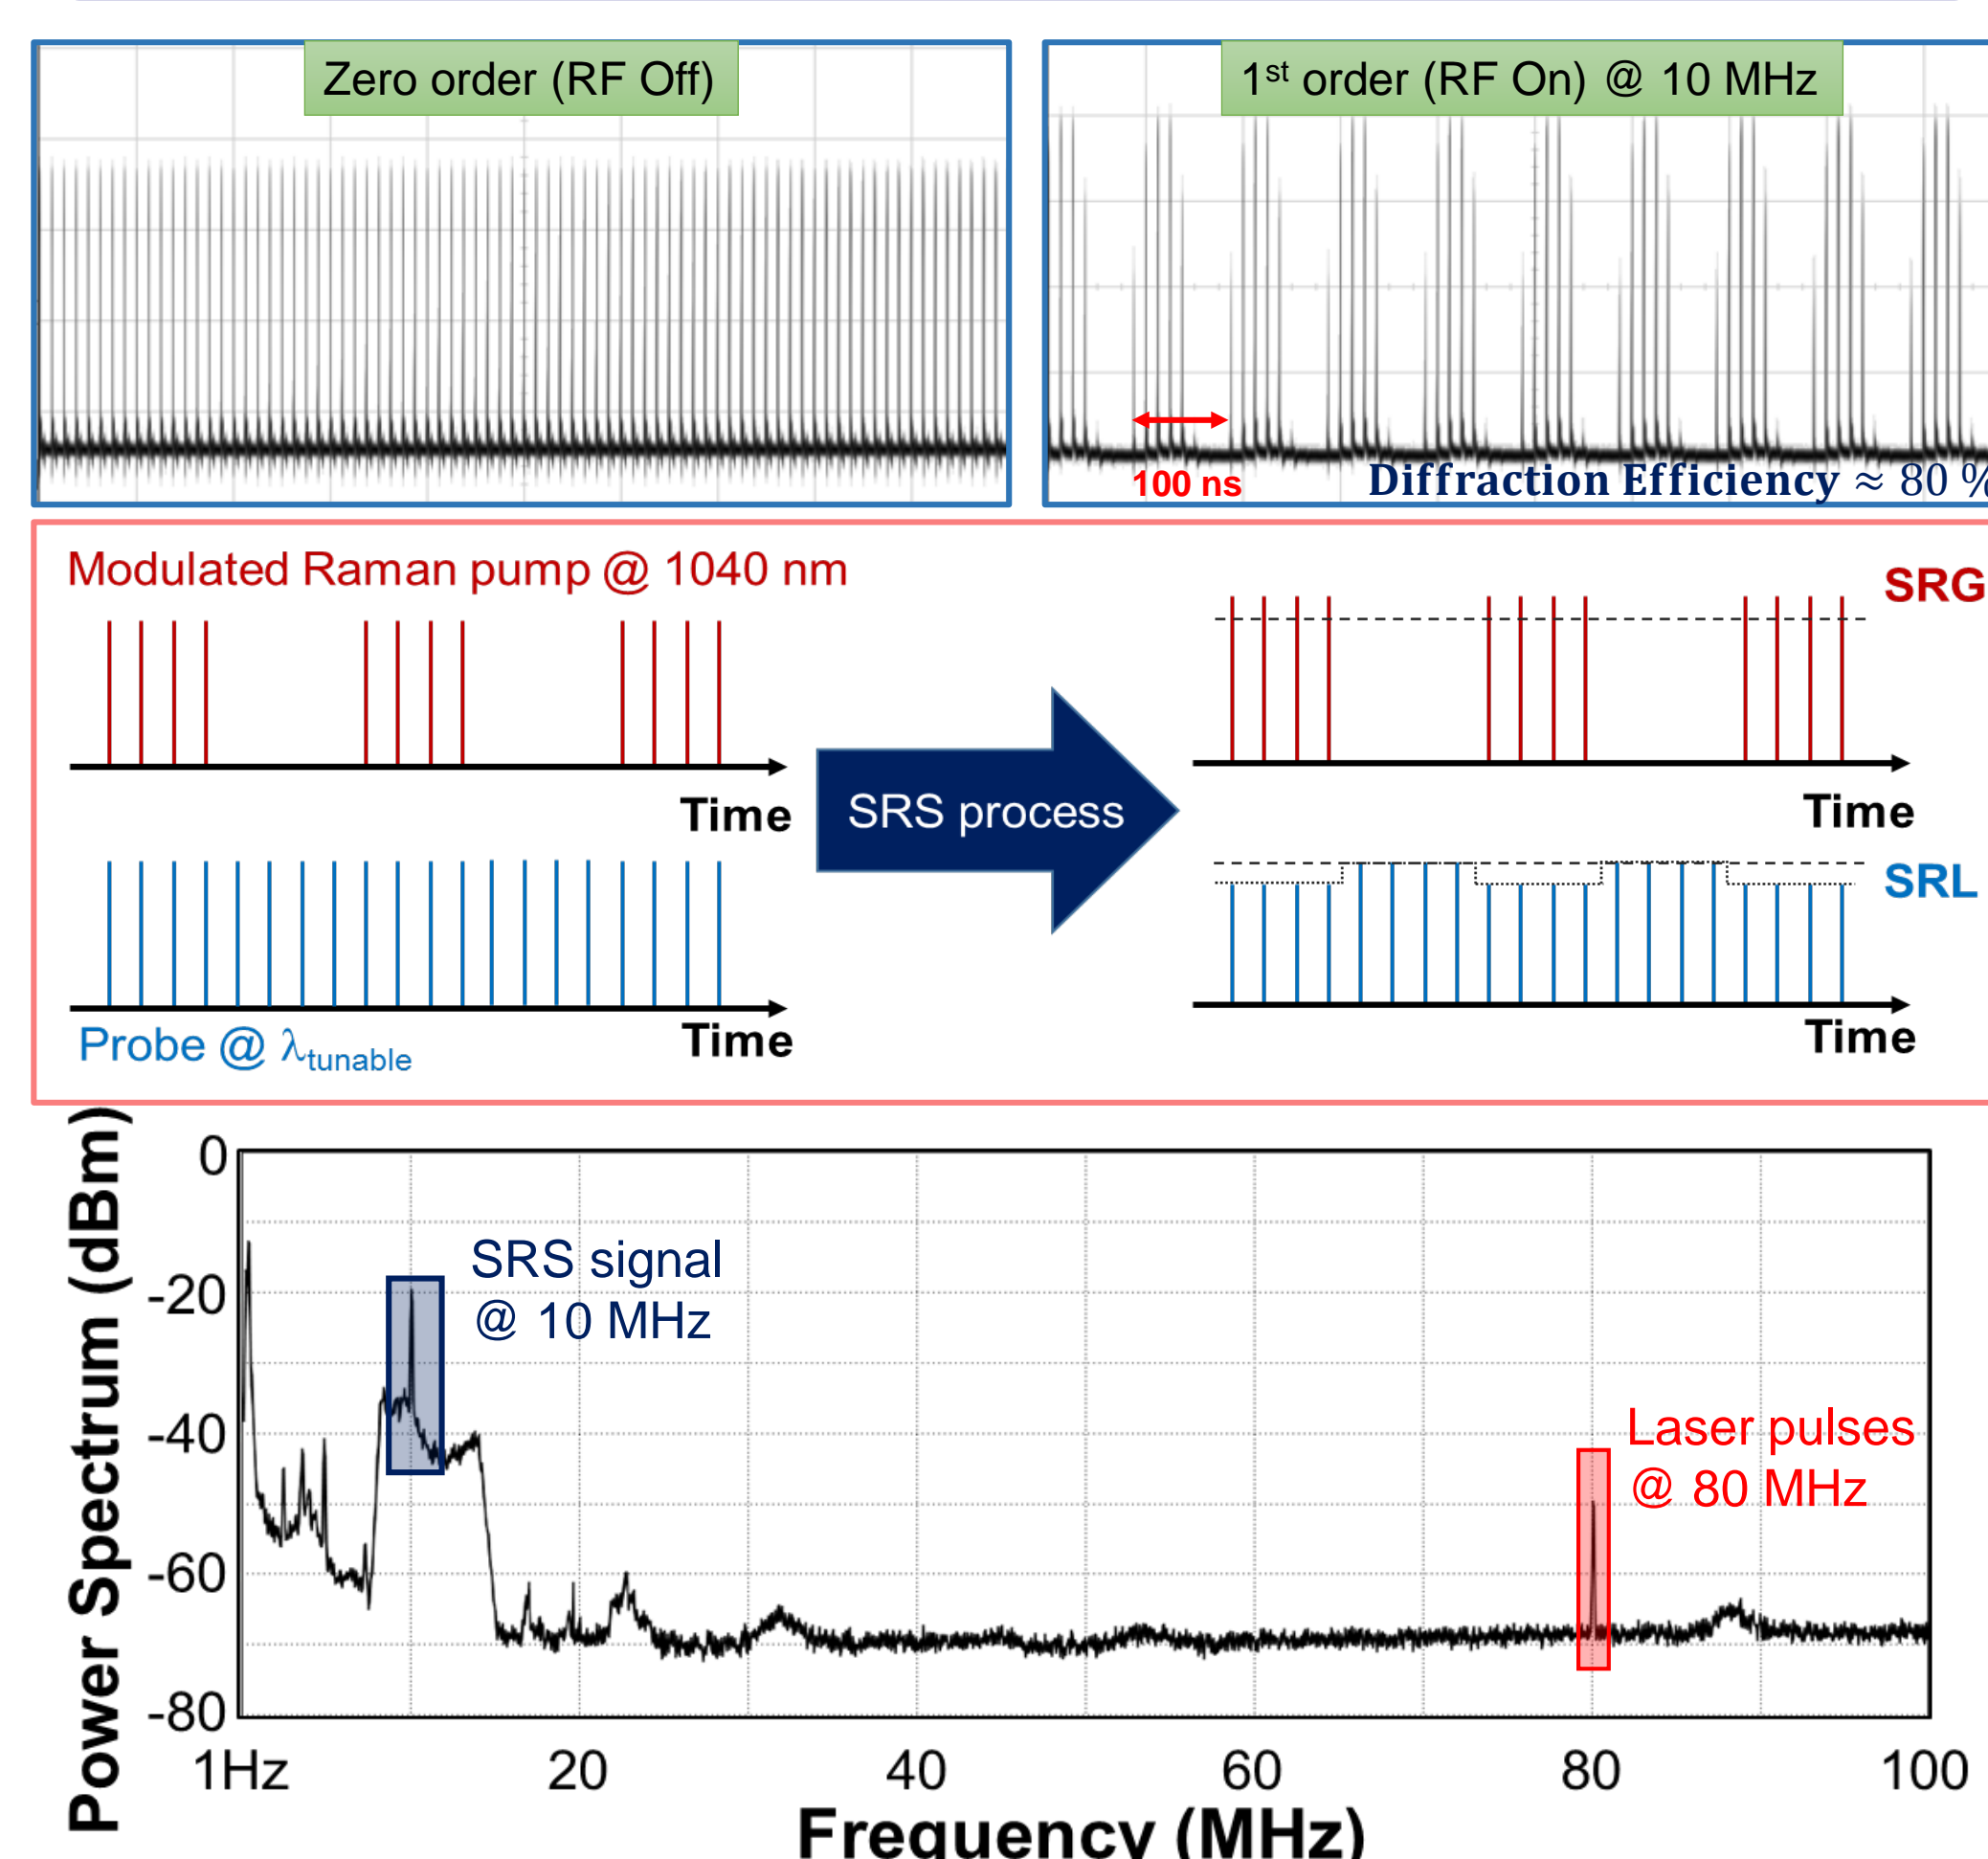 Zero order (RF Off)
1st order (RF On) @ 10 MHz
100 ns
Diffraction Efficiency ≈ 80 %
Modulated Raman pump @ 1040 nm
SRG
Time
SRS process
Time
SRL
Probe @ λtunable
Time
Time
Power Spectrum (dBm)
0
-20
-40
-60
-80
SRS signal
@ 10 MHz
Laser pulses
@ 80 MHz
1Hz 20 40 60 80 100
Frequency (MHz)